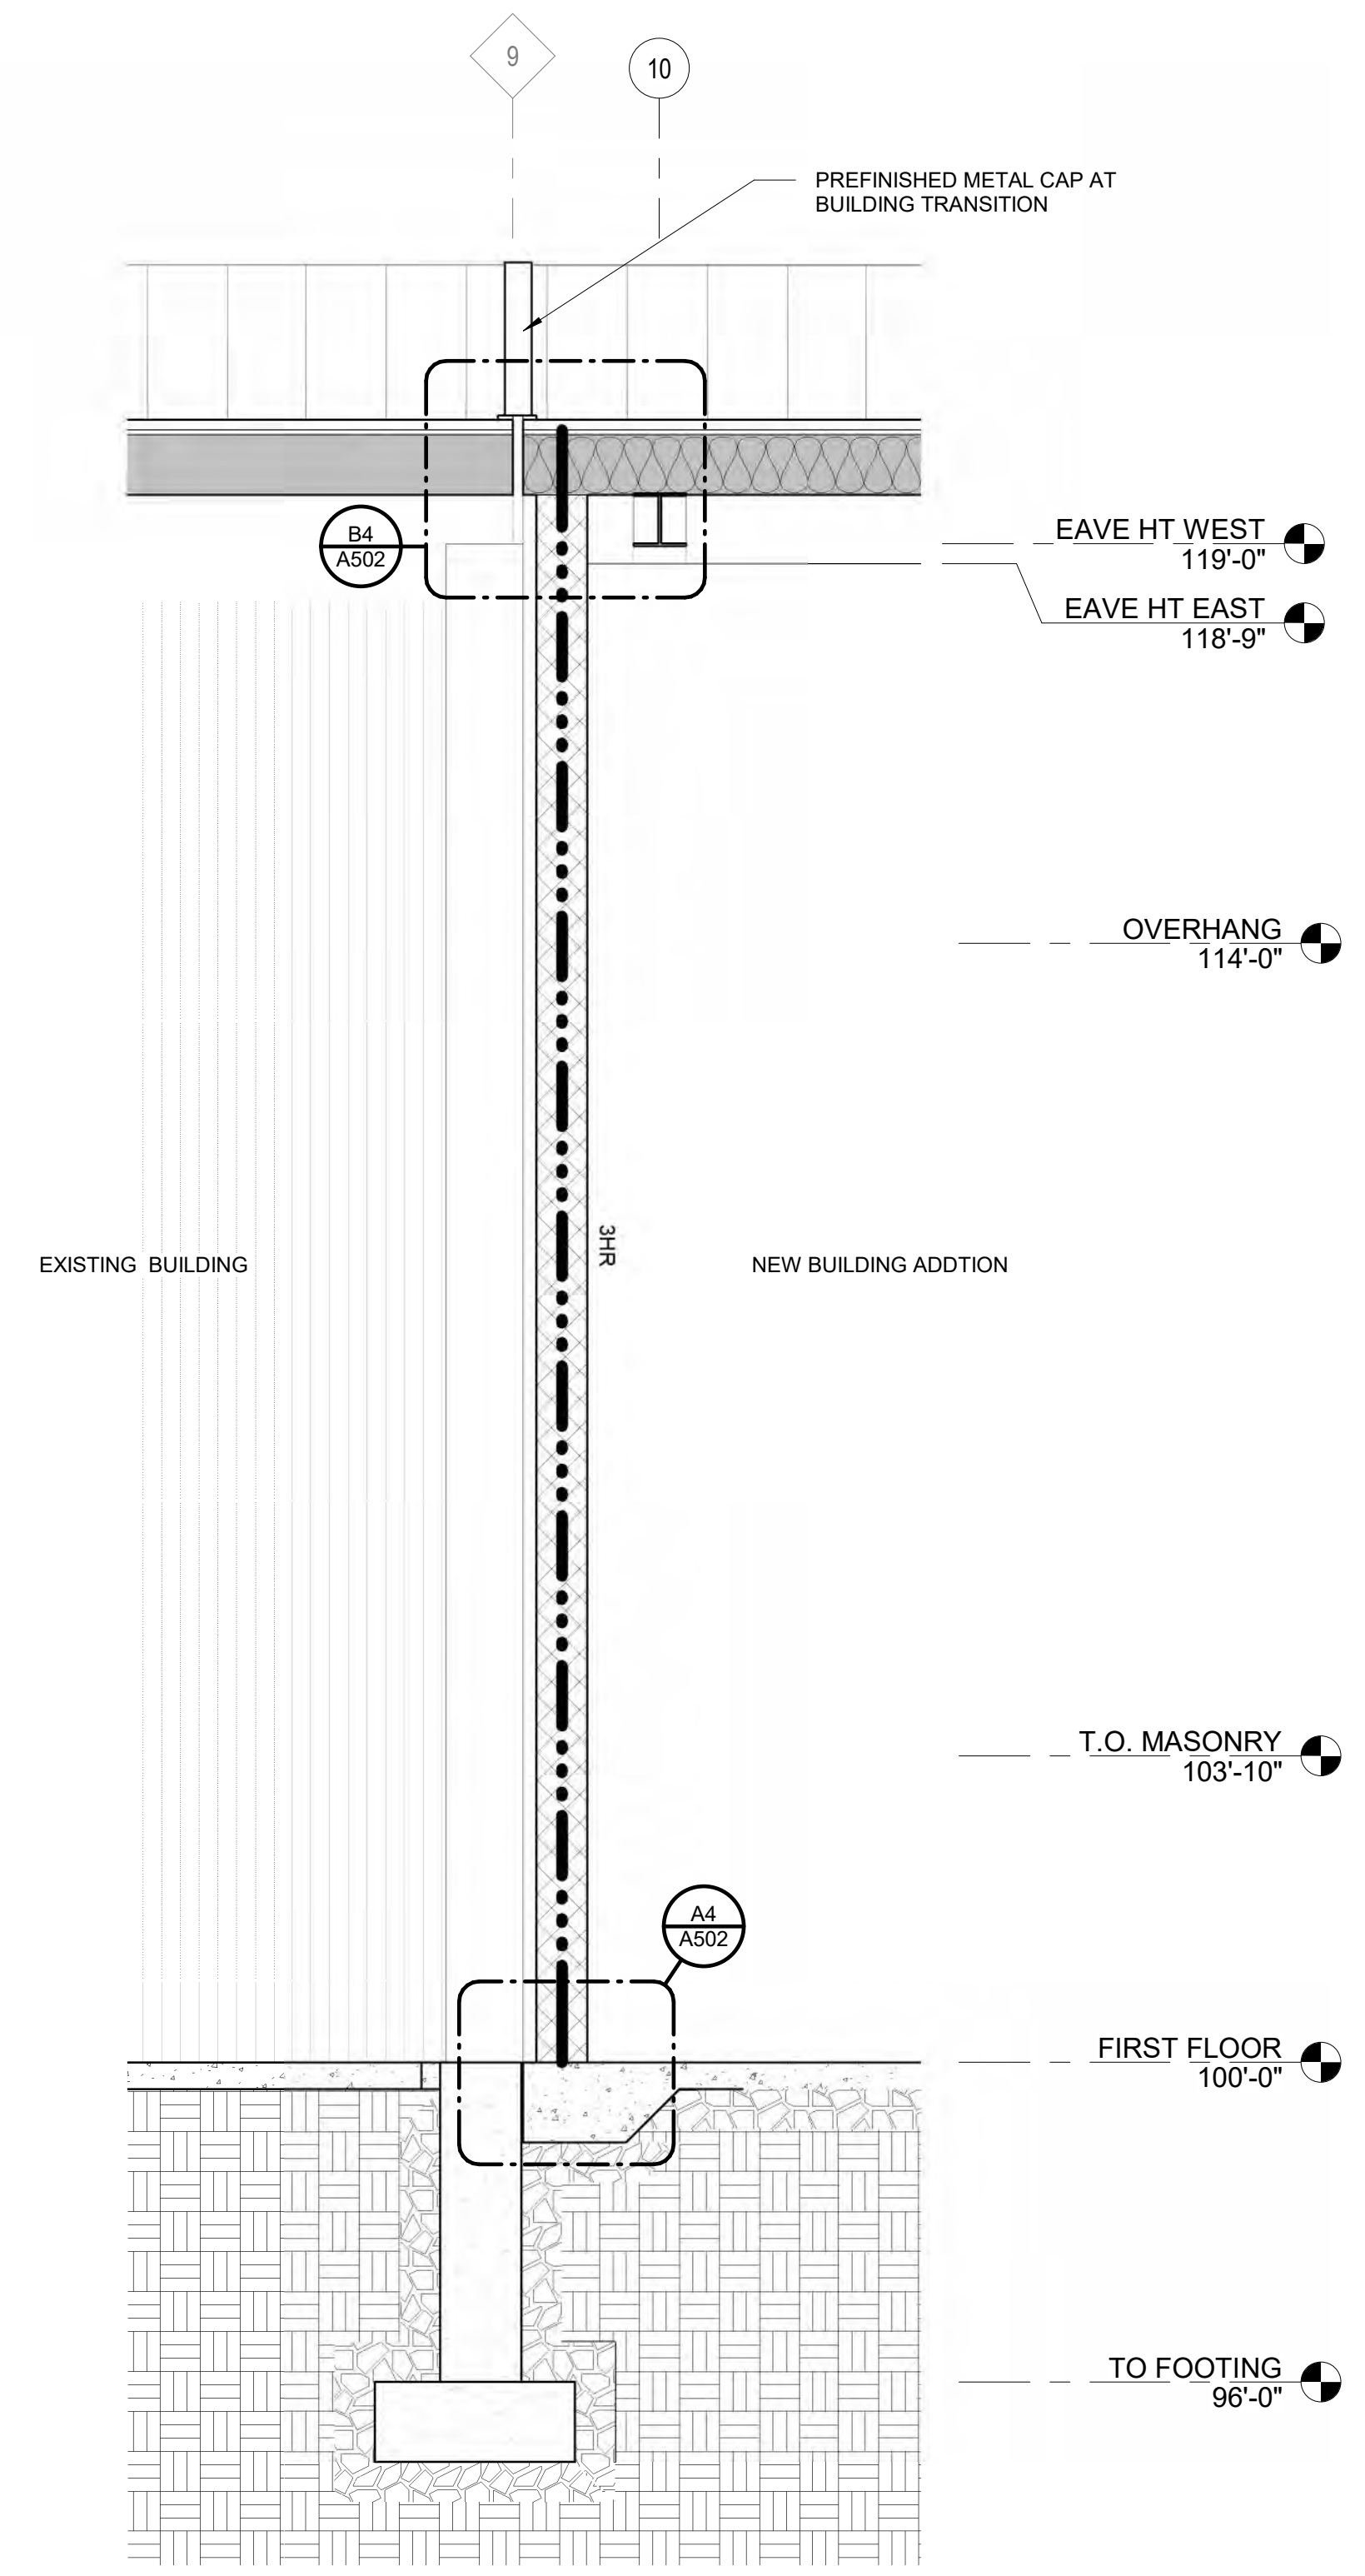 9
10
PREFINISHED METAL CAP AT
BUILDING TRANSITION
B4
A502
EAVE HT WEST
119'-0"
EAVE HT EAST
118'-9"
OVERHANG
114'-0"
3HR
EXISTING BUILDING
NEW BUILDING ADDTION
T.O. MASONRY
103'-10"
A4
A502
FIRST FLOOR
100'-0"
TO FOOTING
96'-0"